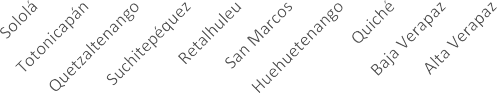 Sololá
Totonicapán
Quetzaltenango
Suchitepéquez
Retalhuleu
San Marcos
Huehuetenango
Quiché
Baja Verapaz
Alta Verapaz